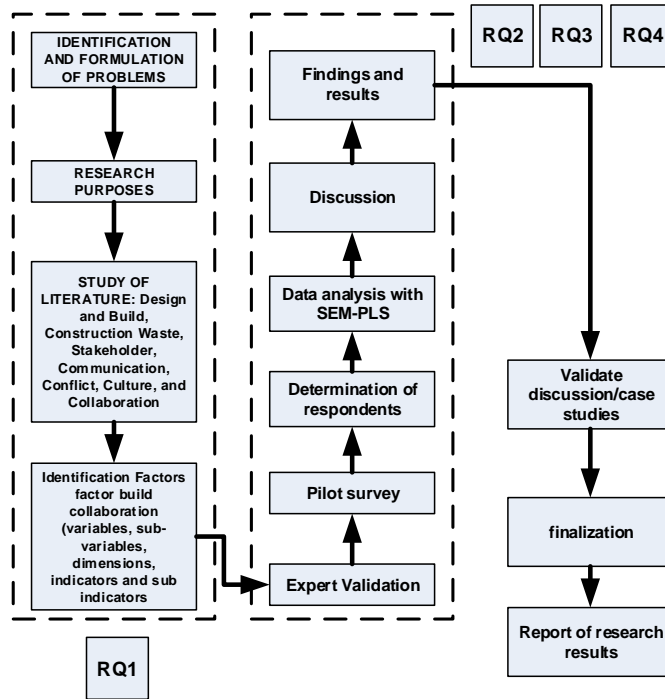 IDENTIFICATION
AND FORMULATION
OF PROBLEMS
RESEARCH
PURPOSES
STUDY OF
LITERATURE: Design
and Build,
Construction Waste,
Stakeholder,
Communication,
Conflict, Culture, and
Collaboration
Identification Factors
factor build
collaboration
(variables, sub-
variables,
dimensions,
indicators and sub
indicators
RQ1
Findings and
results
Discussion
Data analysis with
SEM-PLS
Determination of
respondents
Pilot survey
Expert Validation
RQ2
RQ3
RQ4
Validate
discussion/case
studies
finalization
Report of research
results